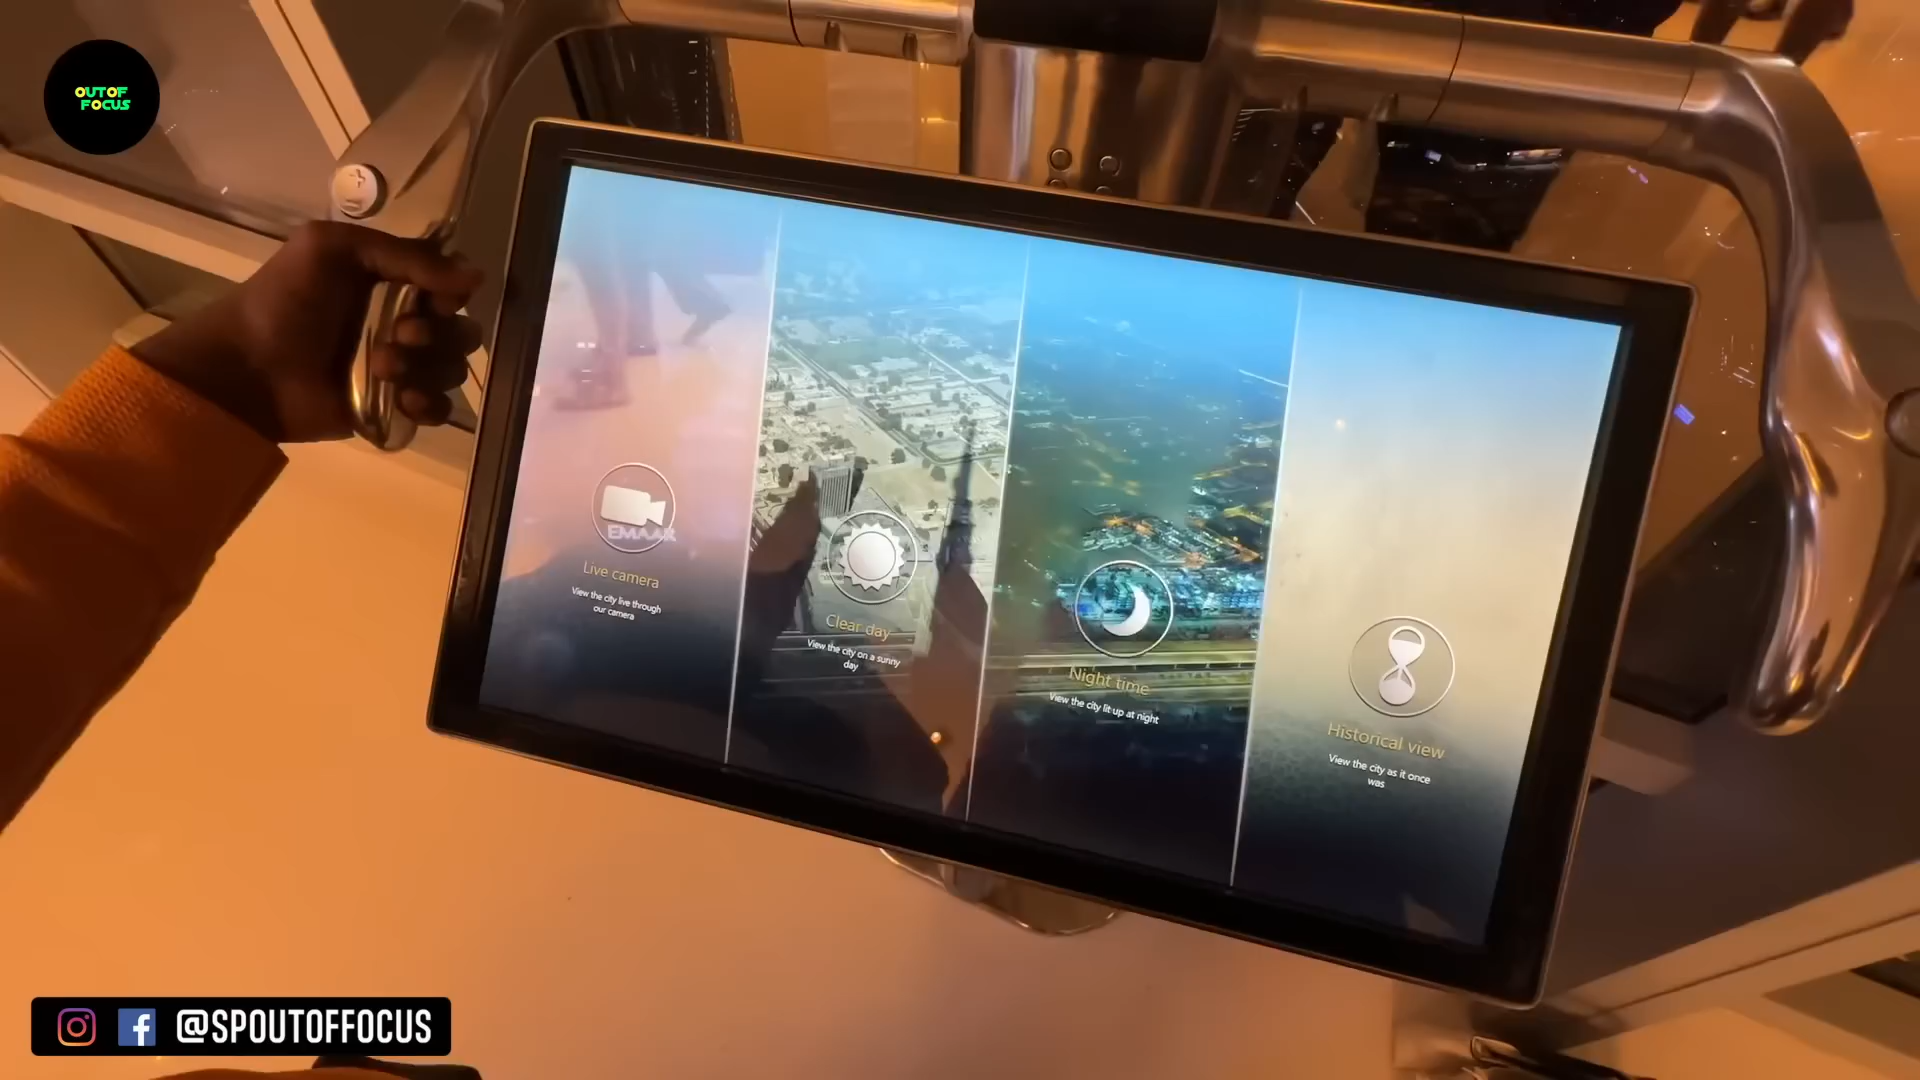 OUT OF
FOCUS
EMAAR
Live camera
View the city live through
our camera
Clear day
View the city on a sunny
day
Night time
View the city lit up at night
Historical view
View the city as it once
was
@SPOUTOFFOCUS